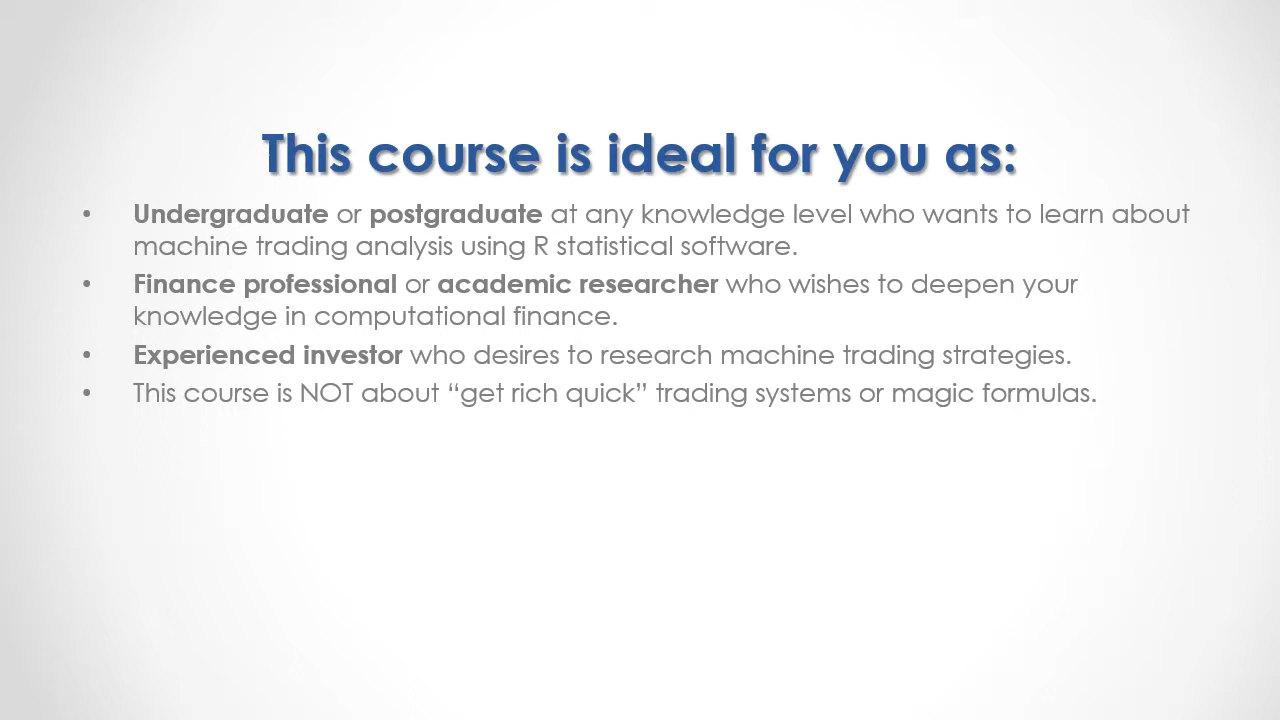 This course is ideal for you as:
• Undergraduate or postgraduate at any knowledge level who wants to learn about
machine trading analysis using R statistical software.
• Finance professional or academic researcher who wishes to deepen your
knowledge in computational finance.
• Experienced investor who desires to research machine trading strategies.
• This course is NOT about “get rich quick” trading systems or magic formulas.